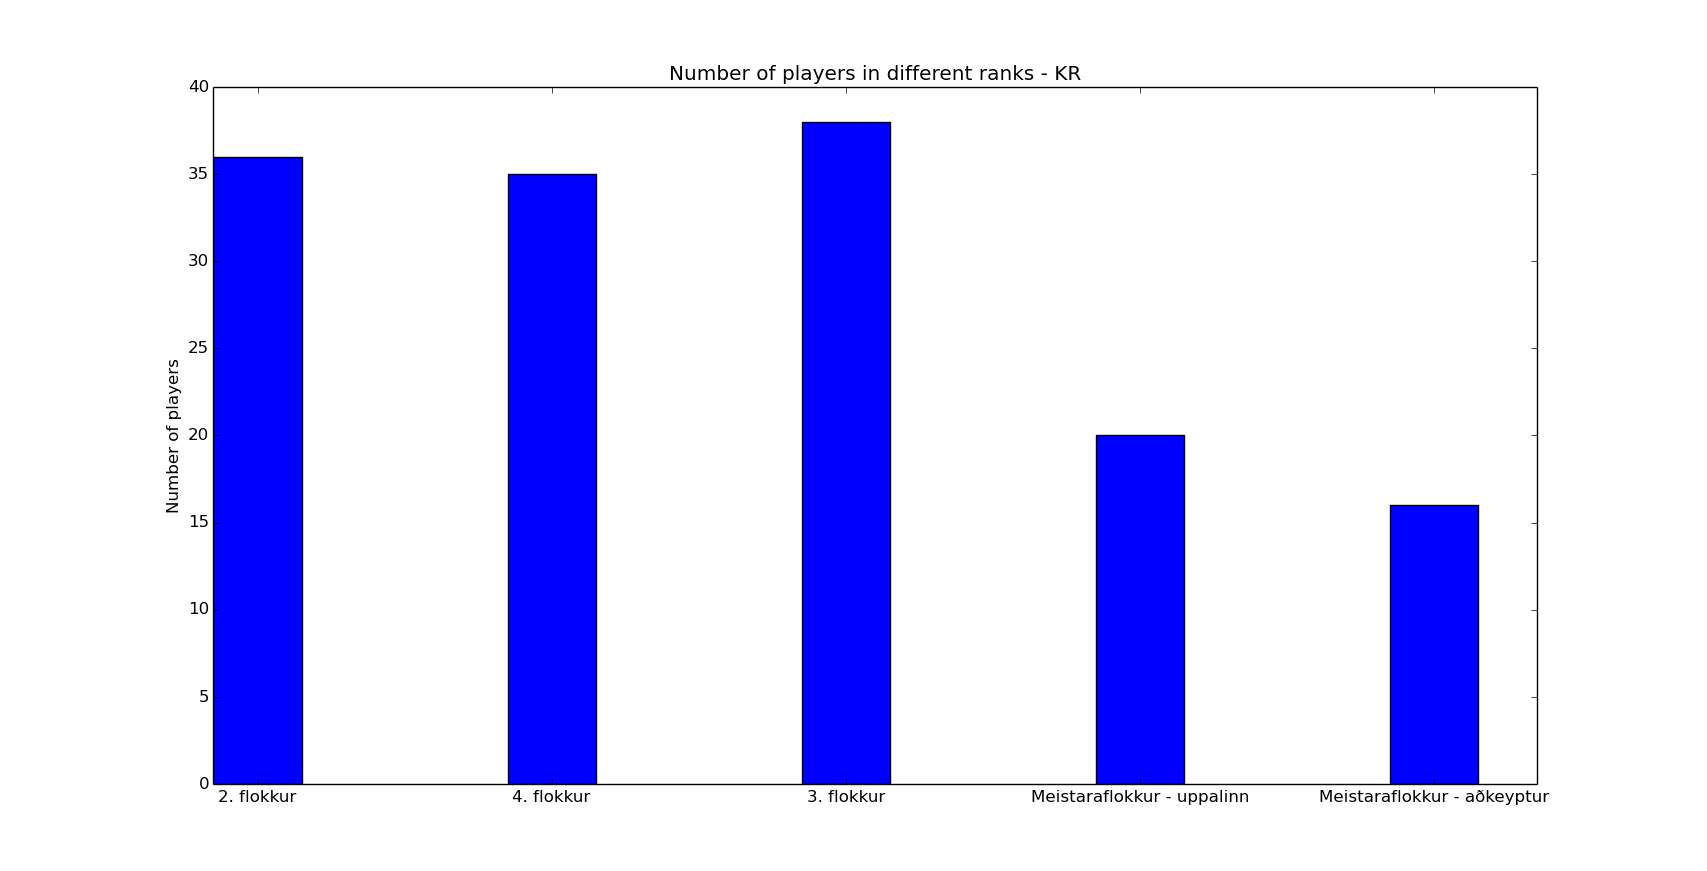 Number of players in different ranks - KR
40
35
30
25
20
15
10
5
0
Number of players
2. flokkur
4. flokkur
3. flokkur
Meistaraflokkur - uppalinn
Meistaraflokkur - aðkeyptur